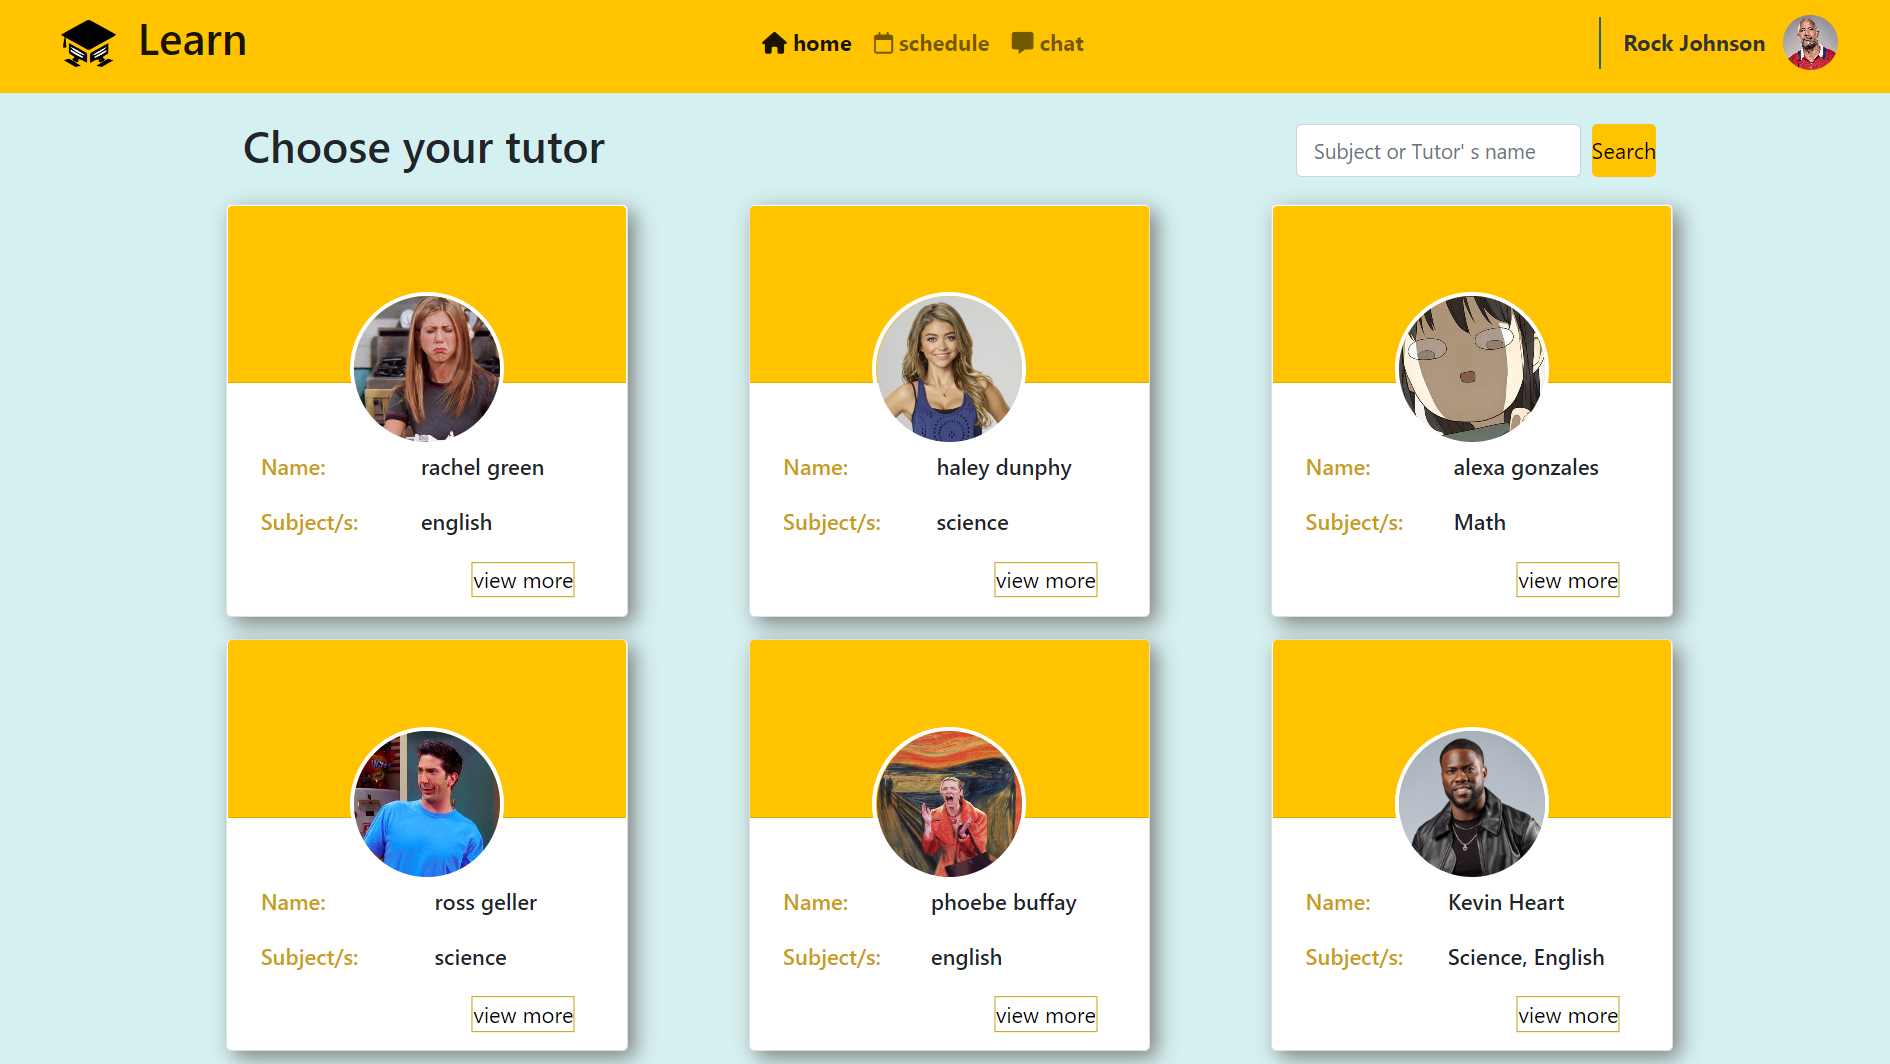 Learn
home schedule chat
Rock Johnson
Choose your tutor
Subject or Tutor' s name
Search
Name: rachel green
Subject/s: english
view more
Name: haley dunphy
Subject/s: science
view more
Name: alexa gonzales
Subject/s: Math
view more
Name: ross geller
Subject/s: science
view more
Name: phoebe buffay
Subject/s: english
view more
Name: Kevin Heart
Subject/s: Science, English
view more